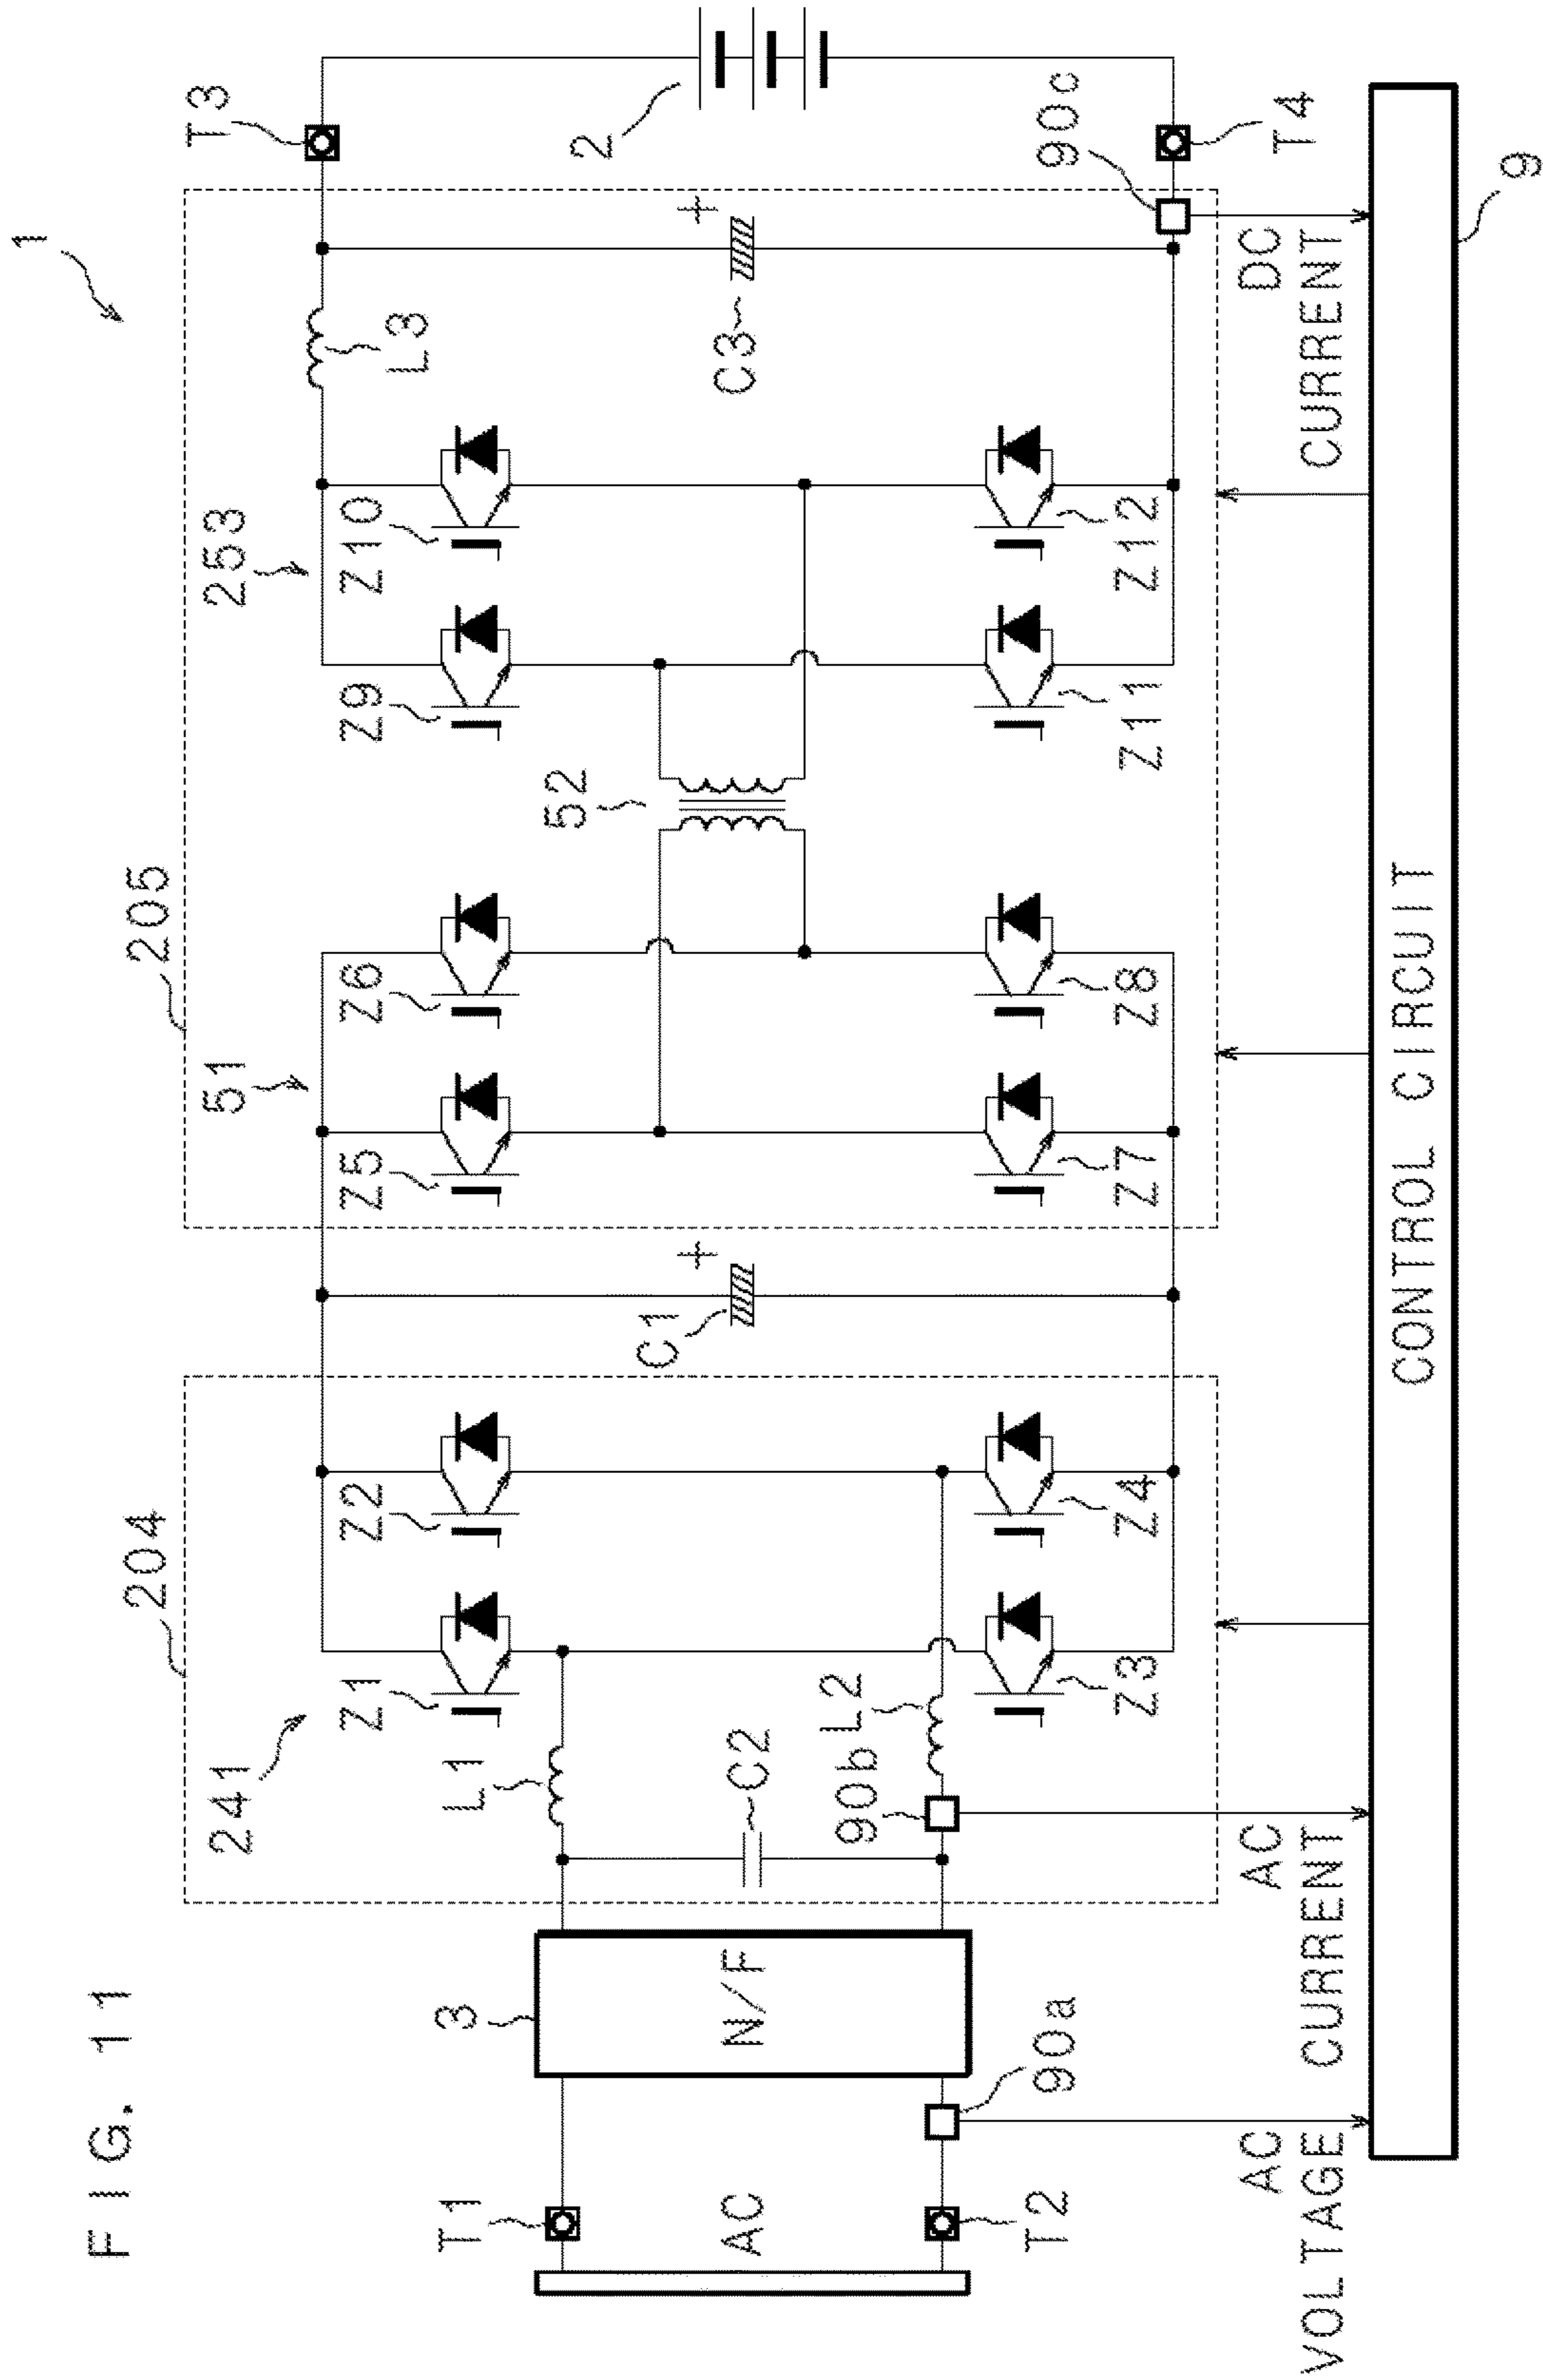 FIG. 11
1
204
205
241
51
253
T3
Z1
Z2
Z5
Z6
Z9
Z10
L3
T1
3
L1
52
2
AC
N/F
C2
C1
C3
+
+
L2
90b
T2
90a
Z3
Z4
Z7
Z8
Z11
Z12
90c
T4
AC
VOLTAGE
AC
CURRENT
DC
CURRENT
CONTROL CIRCUIT
9